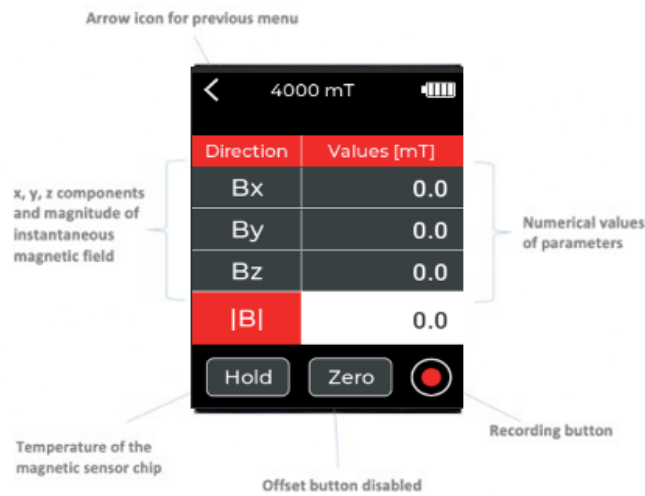 Arrow icon for previous menu
4000 mT
Direction Values [mT]
x, y, z components
and magnitude of
instantaneous
magnetic field
Bx 0.0
By 0.0
Bz 0.0
|B| 0.0
Numerical values
of parameters
Hold Zero
Temperature of the
magnetic sensor chip
Offset button disabled
Recording button